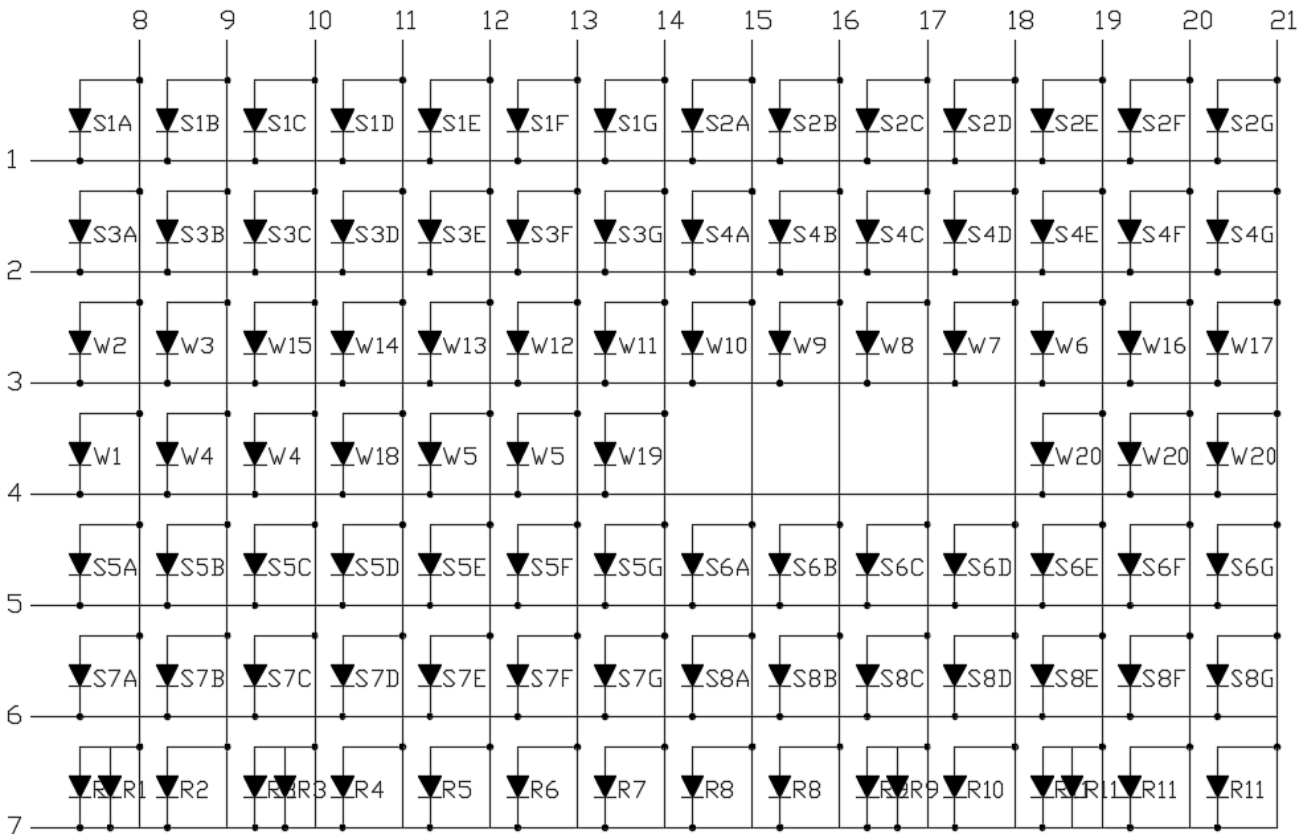 8 9 10 11 12 13 14 15 16 17 18 19 20 21
S1A S1B S1C S1D S1E S1F S1G S2A S2B S2C S2D S2E S2F S2G
1
S3A S3B S3C S3D S3E S3F S3G S4A S4B S4C S4D S4E S4F S4G
2
W2 W3 W15 W14 W13 W12 W11 W10 W9 W8 W7 W6 W16 W17
3
W1 W4 W4 W18 W5 W5 W19 W20 W20 W20
4
S5A S5B S5C S5D S5E S5F S5G S6A S6B S6C S6D S6E S6F S6G
5
S7A S7B S7C S7D S7E S7F S7G S8A S8B S8C S8D S8E S8F S8G
6
R1 R2 R3 R4 R5 R6 R7 R8 R8 R9 R10 R11 R11 R11
7